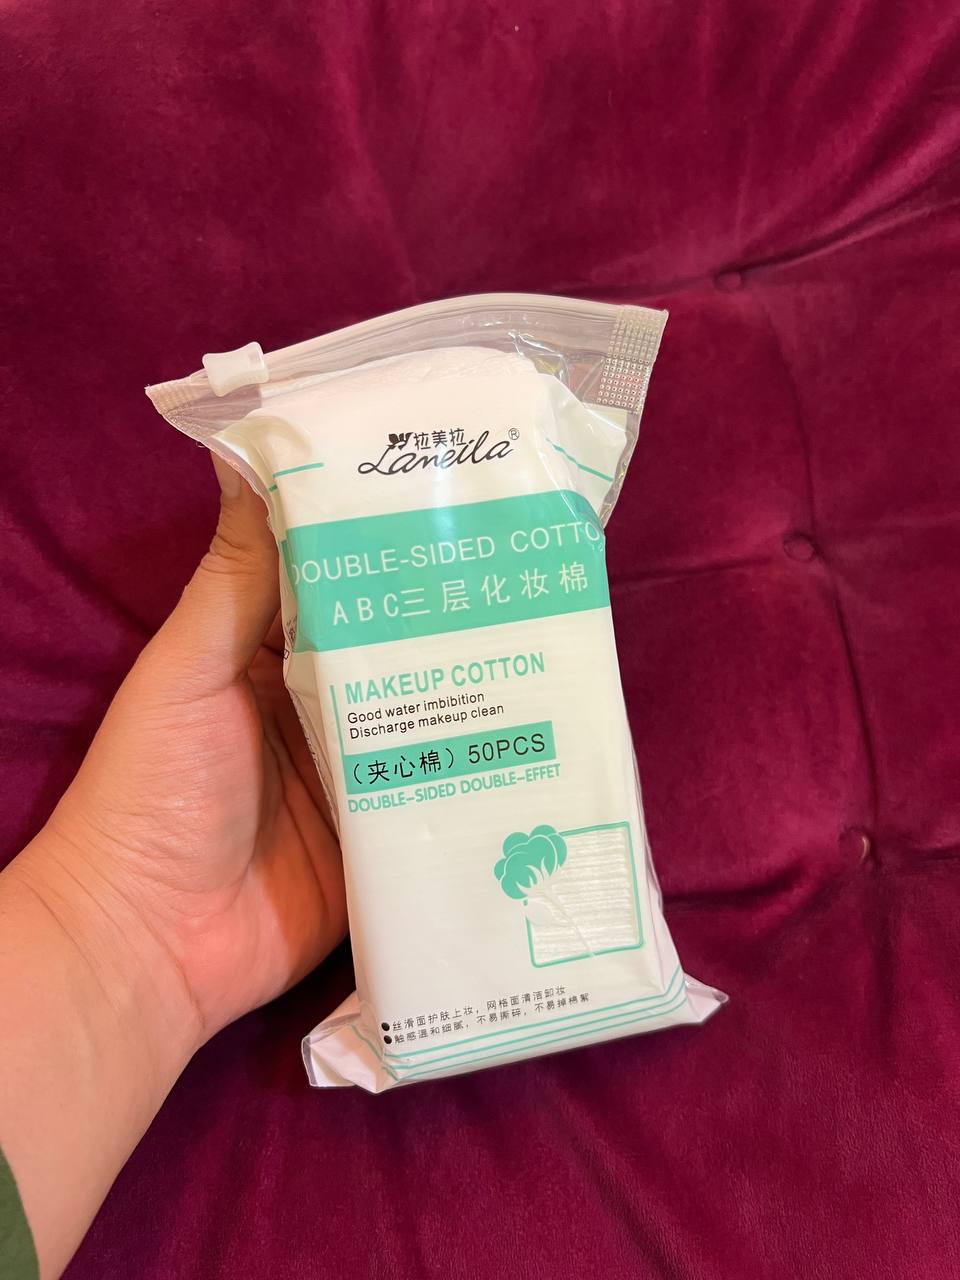 拉美拉
Laneila®
DOUBLE-SIDED COTTO
ABC三层化妆棉
MAKEUP COTTON
Good water imbibition
Discharge makeup clean
（夹心棉）50PCS
DOUBLE-SIDED DOUBLE-EFFET
●丝滑面护肤上妆，网格面清洁卸妆
●触感温和细腻，不易撕碎，不易掉棉絮